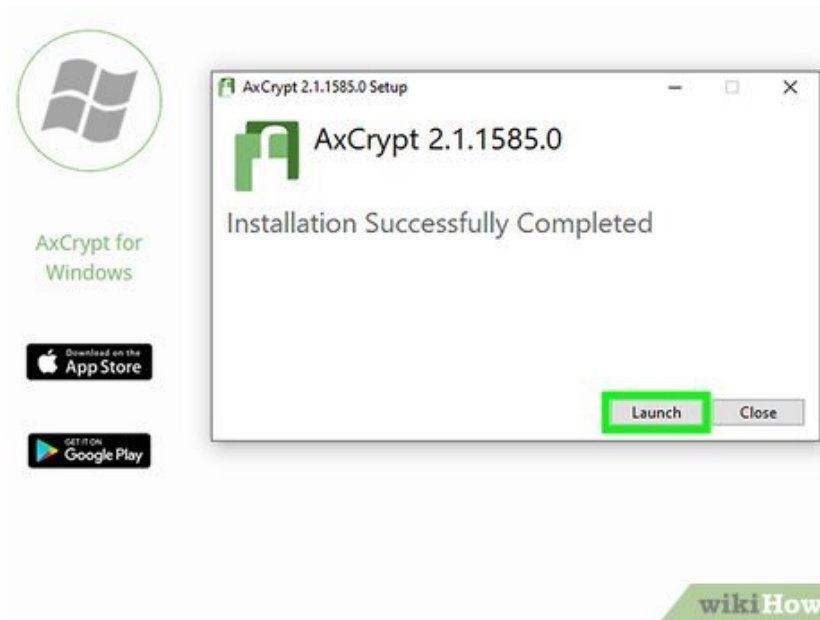 AxCrypt for
Windows
Download on the
App Store
GET IT ON
Google Play
AxCrypt 2.1.1585.0 Setup
AxCrypt 2.1.1585.0
Installation Successfully Completed
Launch
Close
wikiHow